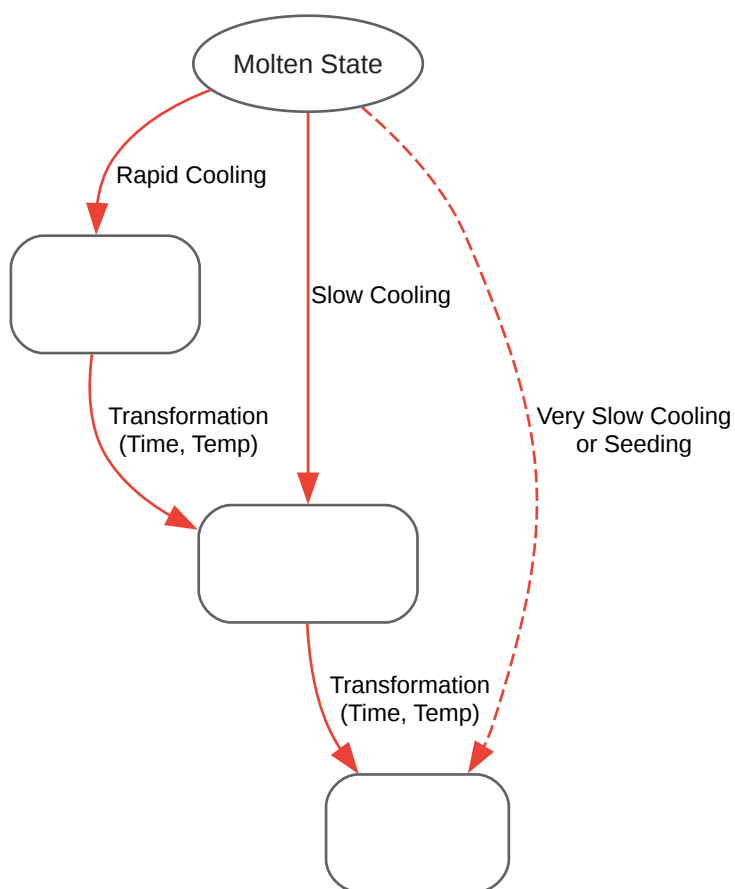 Molten State
Rapid Cooling
Slow Cooling
Transformation
(Time, Temp)
Very Slow Cooling
or Seeding
Transformation
(Time, Temp)